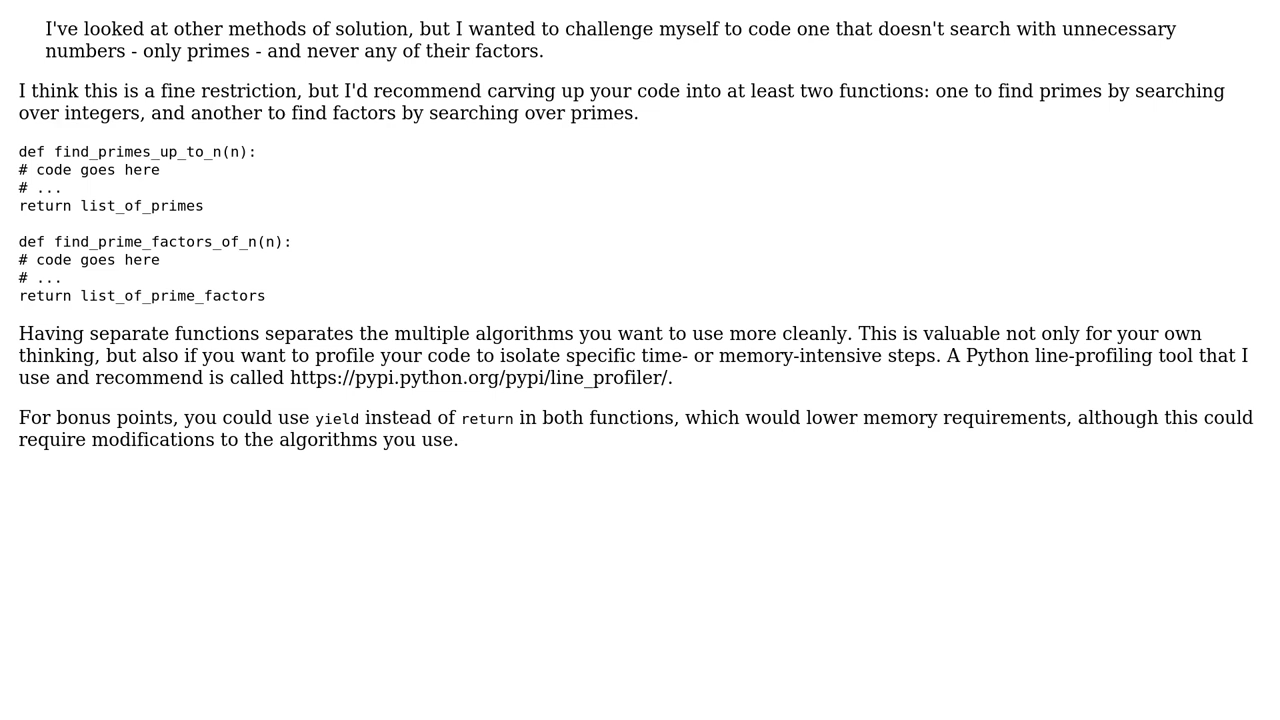 I've looked at other methods of solution, but I wanted to challenge myself to code one that doesn't search with unnecessary
numbers - only primes - and never any of their factors.
I think this is a fine restriction, but I'd recommend carving up your code into at least two functions: one to find primes by searching
over integers, and another to find factors by searching over primes.
def find_primes_up_to_n(n):
# code goes here
# ...
return list_of_primes
def find_prime_factors_of_n(n):
# code goes here
# ...
return list_of_prime_factors
Having separate functions separates the multiple algorithms you want to use more cleanly. This is valuable not only for your own
thinking, but also if you want to profile your code to isolate specific time- or memory-intensive steps. A Python line-profiling tool that I
use and recommend is called https://pypi.python.org/pypi/line_profiler/.
For bonus points, you could use yield instead of return in both functions, which would lower memory requirements, although this could
require modifications to the algorithms you use.